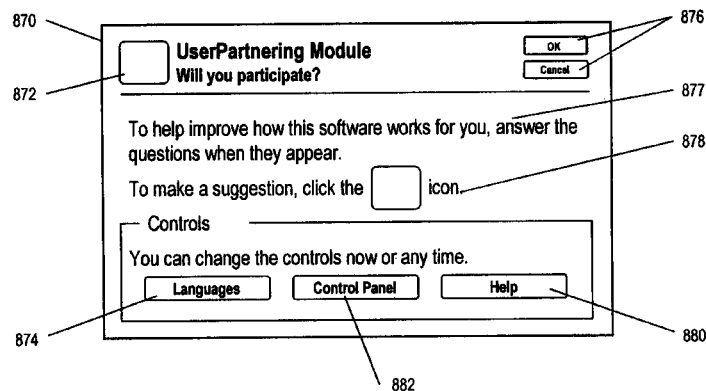 870
876
UserPartnering Module
OK
Will you participate?
Cancel
872
877
To help improve how this software works for you, answer the
questions when they appear.
878
To make a suggestion, click the icon.
Controls
You can change the controls now or any time.
Languages Control Panel Help
874
880
882